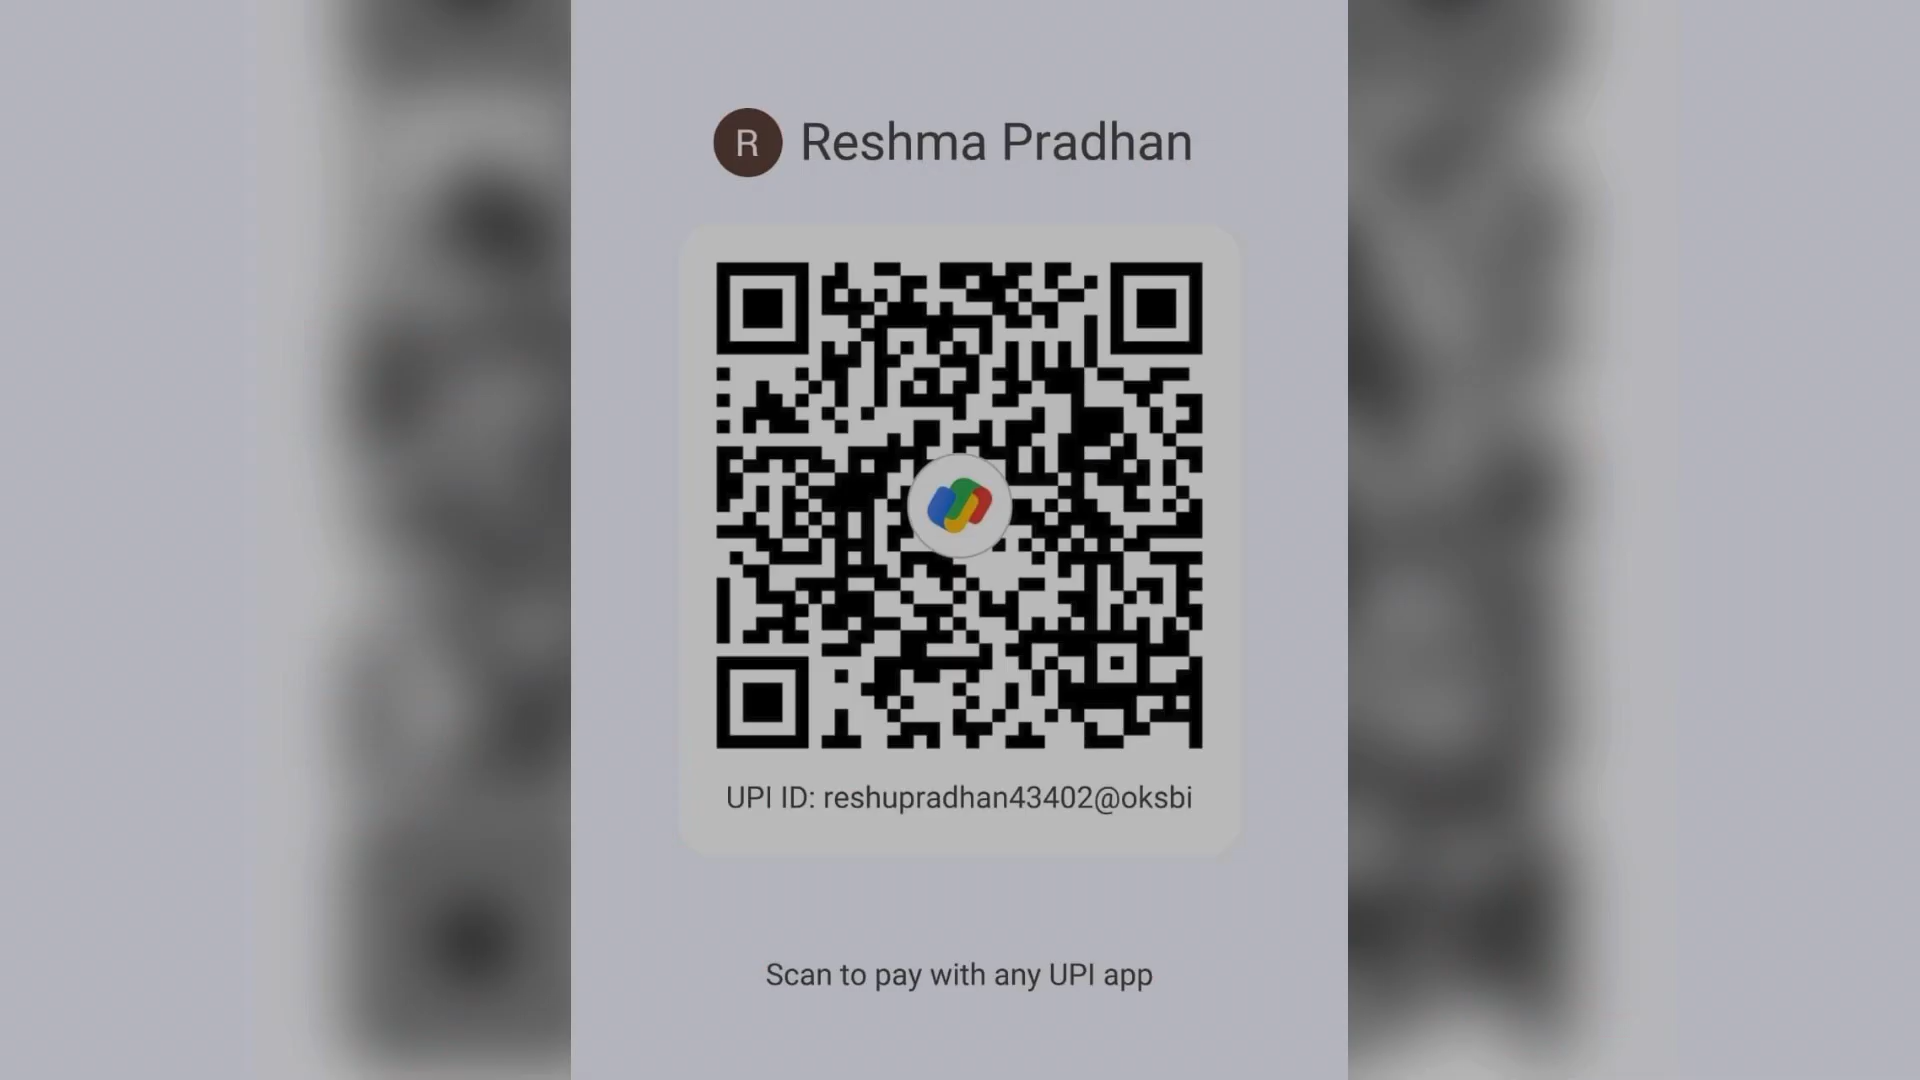 R Reshma Pradhan
UPI ID: reshupradhan43402@oksbi
Scan to pay with any UPI app